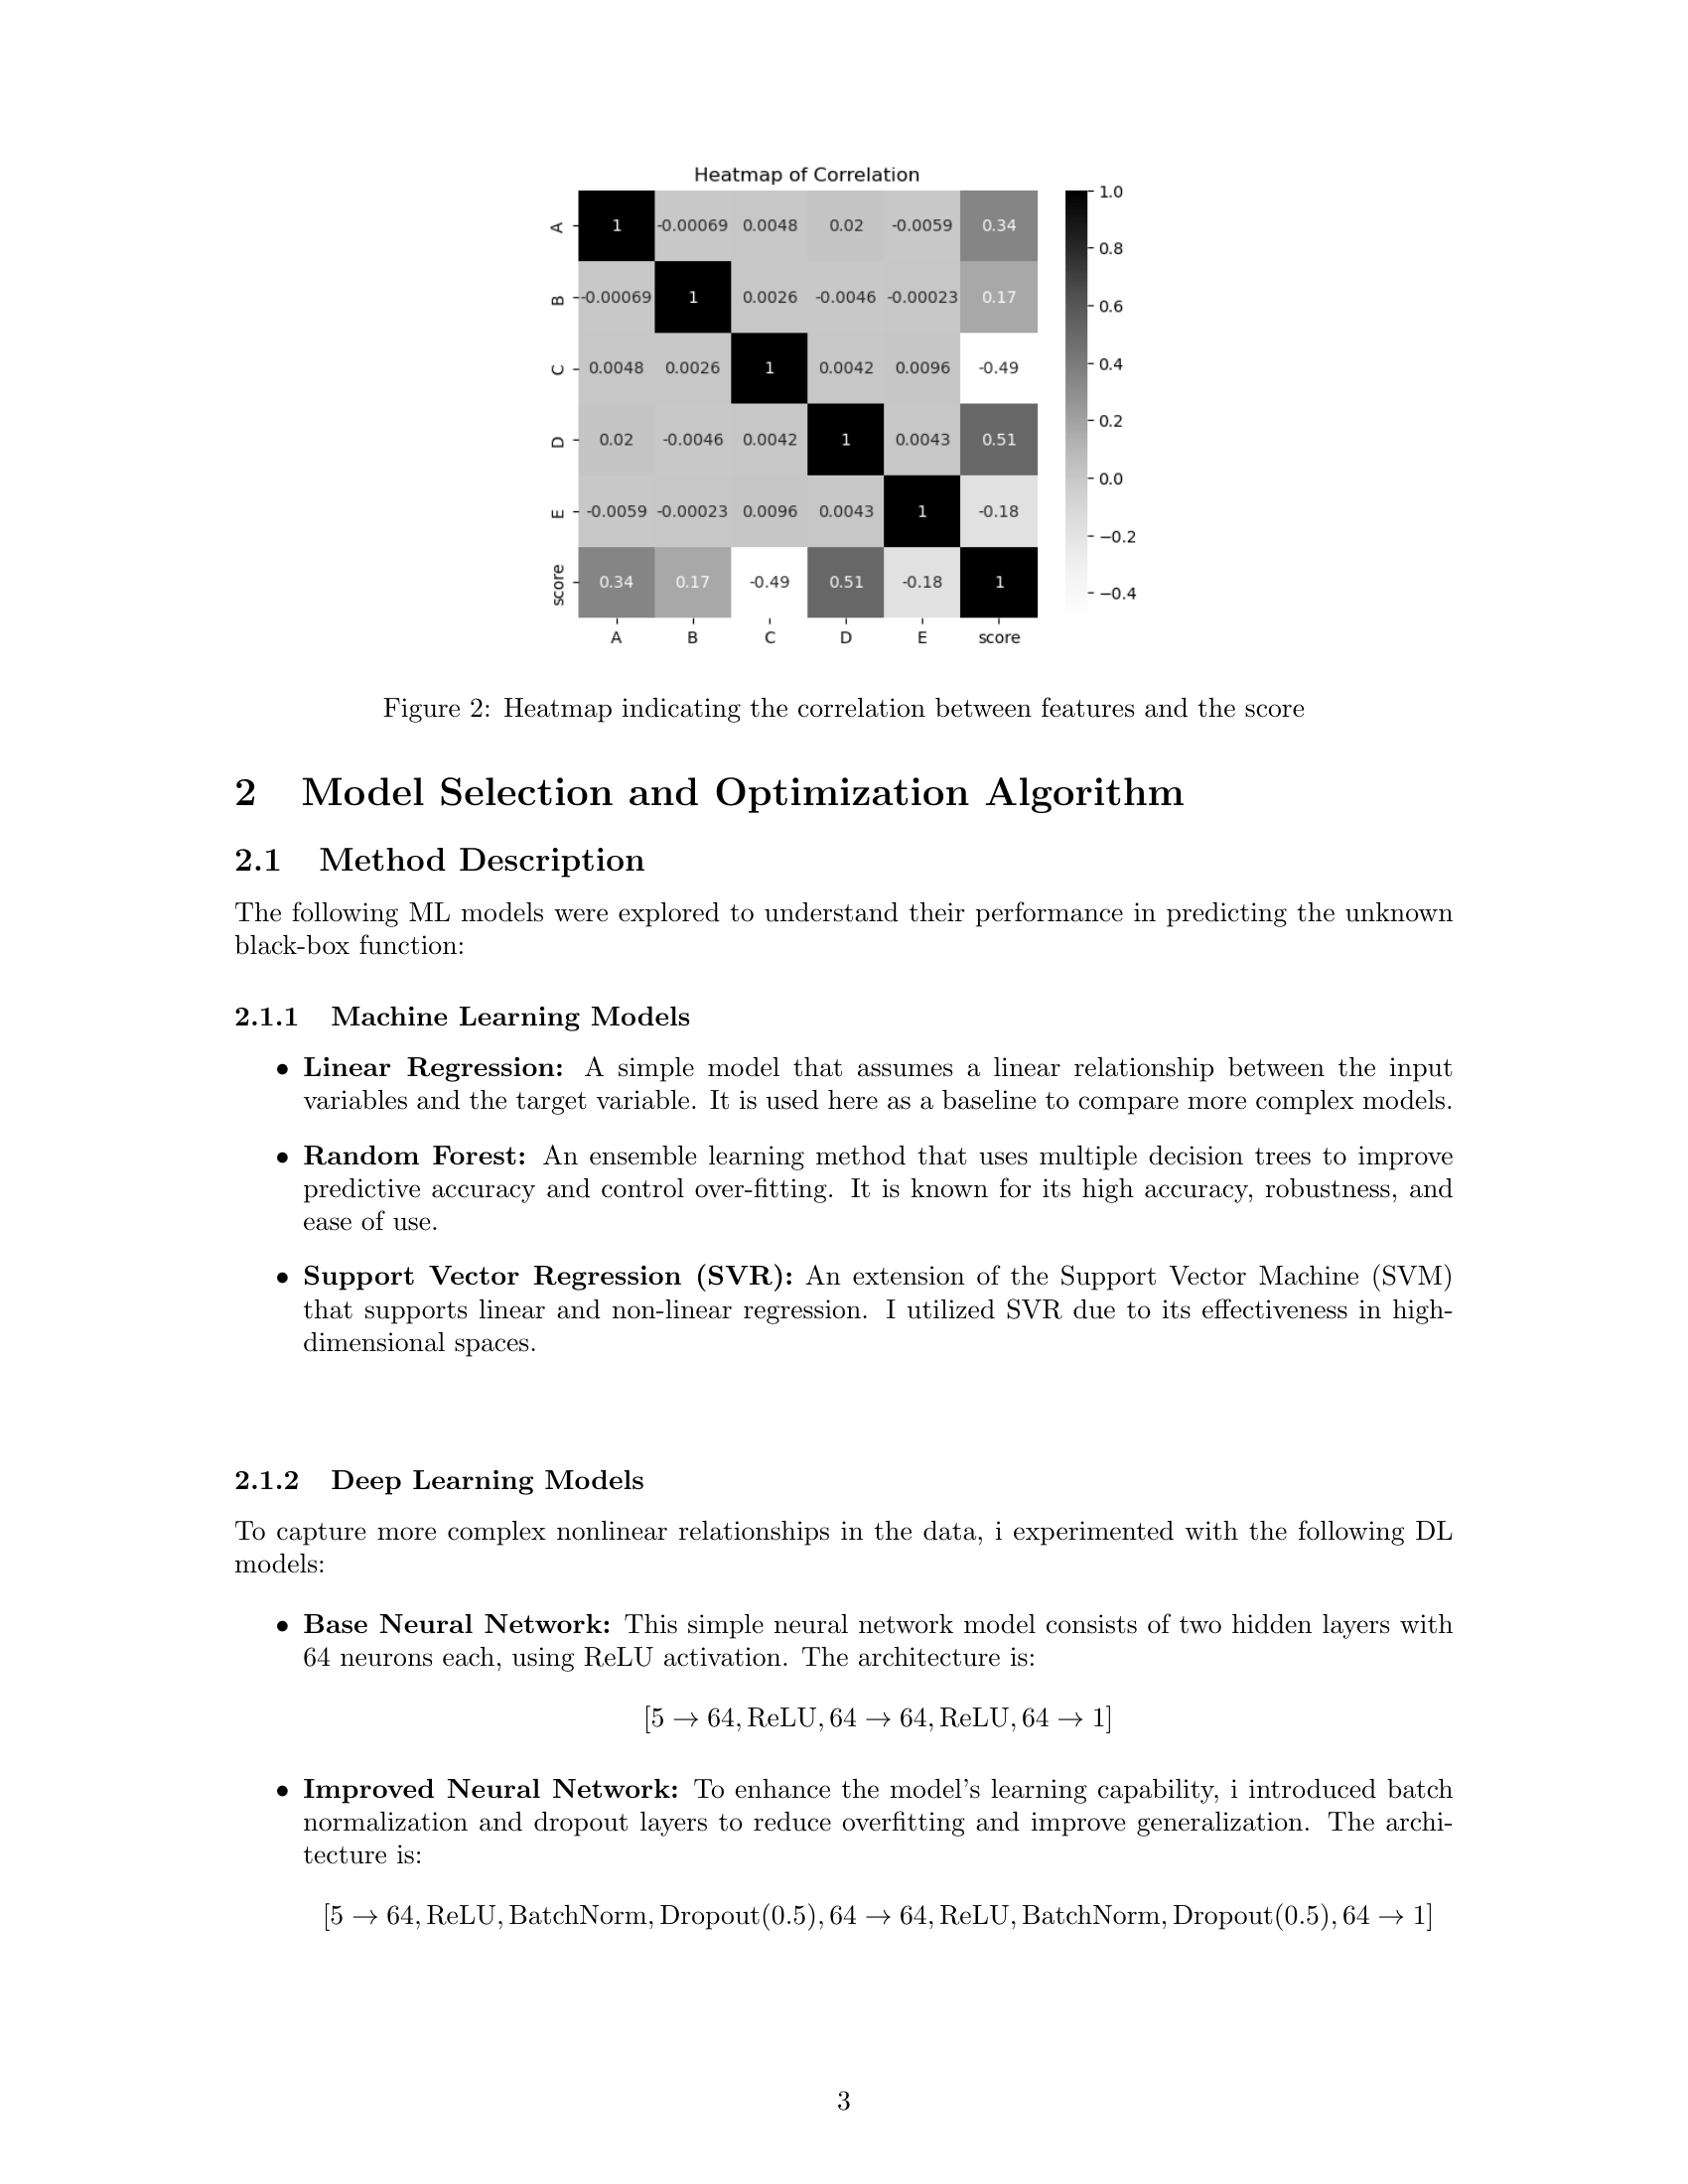 Heatmap of Correlation
A 1 -0.00069 0.0048 0.02 -0.0059 0.34
B -0.00069 1 0.0026 -0.0046 -0.00023 0.17
C 0.0048 0.0026 1 0.0042 0.0096 -0.49
D 0.02 -0.0046 0.0042 1 0.0043 0.51
E -0.0059 -0.00023 0.0096 0.0043 1 -0.18
score 0.34 0.17 -0.49 0.51 -0.18 1
A B C D E score
1.0
0.8
0.6
0.4
0.2
0.0
−0.2
−0.4
Figure 2: Heatmap indicating the correlation between features and the score
2 Model Selection and Optimization Algorithm
2.1 Method Description
The following ML models were explored to understand their performance in predicting the unknown
black-box function:
2.1.1 Machine Learning Models
• Linear Regression: A simple model that assumes a linear relationship between the input
variables and the target variable. It is used here as a baseline to compare more complex models.
• Random Forest: An ensemble learning method that uses multiple decision trees to improve
predictive accuracy and control over-fitting. It is known for its high accuracy, robustness, and
ease of use.
• Support Vector Regression (SVR): An extension of the Support Vector Machine (SVM)
that supports linear and non-linear regression. I utilized SVR due to its effectiveness in high-
dimensional spaces.
2.1.2 Deep Learning Models
To capture more complex nonlinear relationships in the data, i experimented with the following DL
models:
• Base Neural Network: This simple neural network model consists of two hidden layers with
64 neurons each, using ReLU activation. The architecture is:
[5 → 64, ReLU, 64 → 64, ReLU, 64 → 1]
• Improved Neural Network: To enhance the model's learning capability, i introduced batch
normalization and dropout layers to reduce overfitting and improve generalization. The archi-
tecture is:
[5 → 64, ReLU, BatchNorm, Dropout(0.5), 64 → 64, ReLU, BatchNorm, Dropout(0.5), 64 → 1]
3